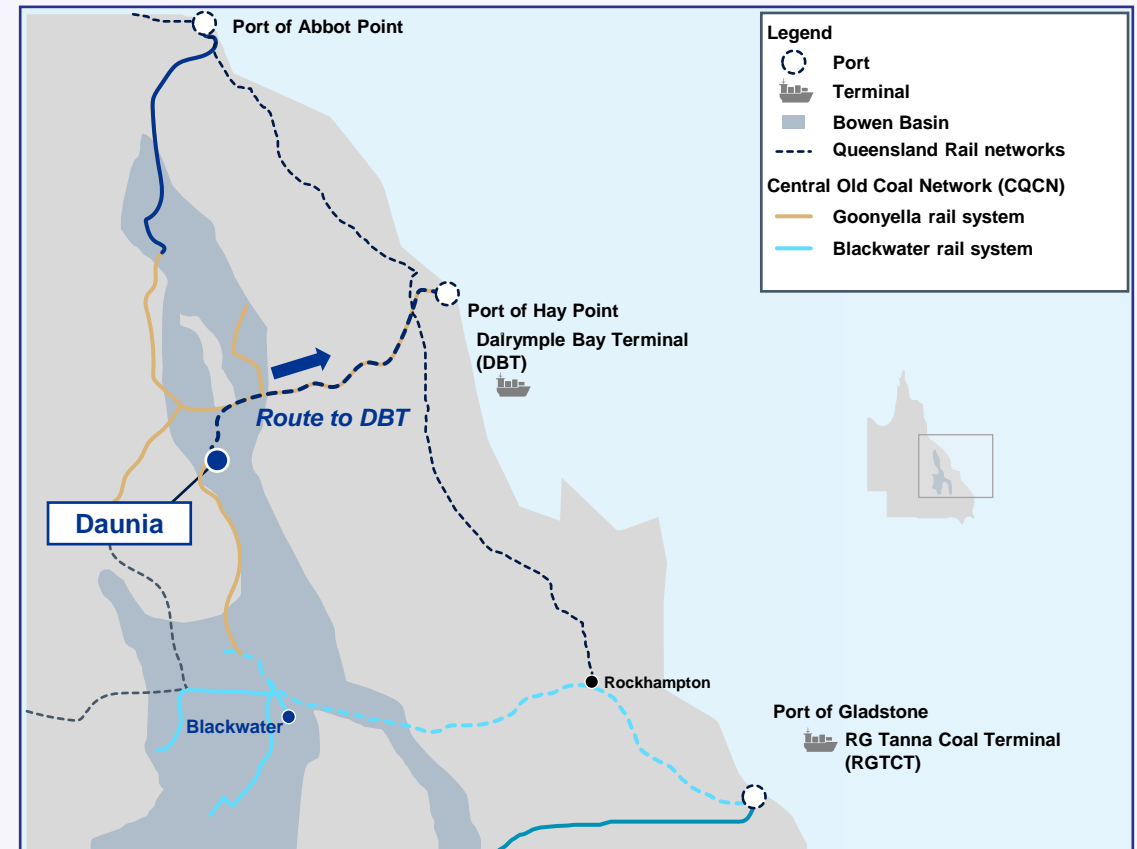 Port of Abbot Point
Legend
Port
Terminal
Bowen Basin
Queensland Rail networks
Central Old Coal Network (CQCN)
Goonyella rail system
Blackwater rail system
Port of Hay Point
Dalrymple Bay Terminal
(DBT)
Route to DBT
Daunia
Rockhampton
Blackwater
Port of Gladstone
RG Tanna Coal Terminal
(RGTCT)